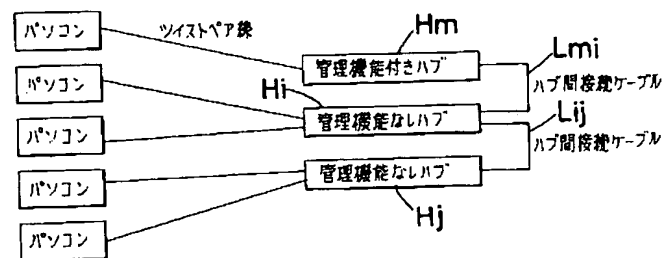 パソコン
ツイストペア線
Hm
管理機能付きハブ
Lmi
ハブ間接続ケーブル
パソコン
Hi
管理機能なしハブ
Lij
ハブ間接続ケーブル
パソコン
管理機能なしハブ
Hj
パソコン
パソコン